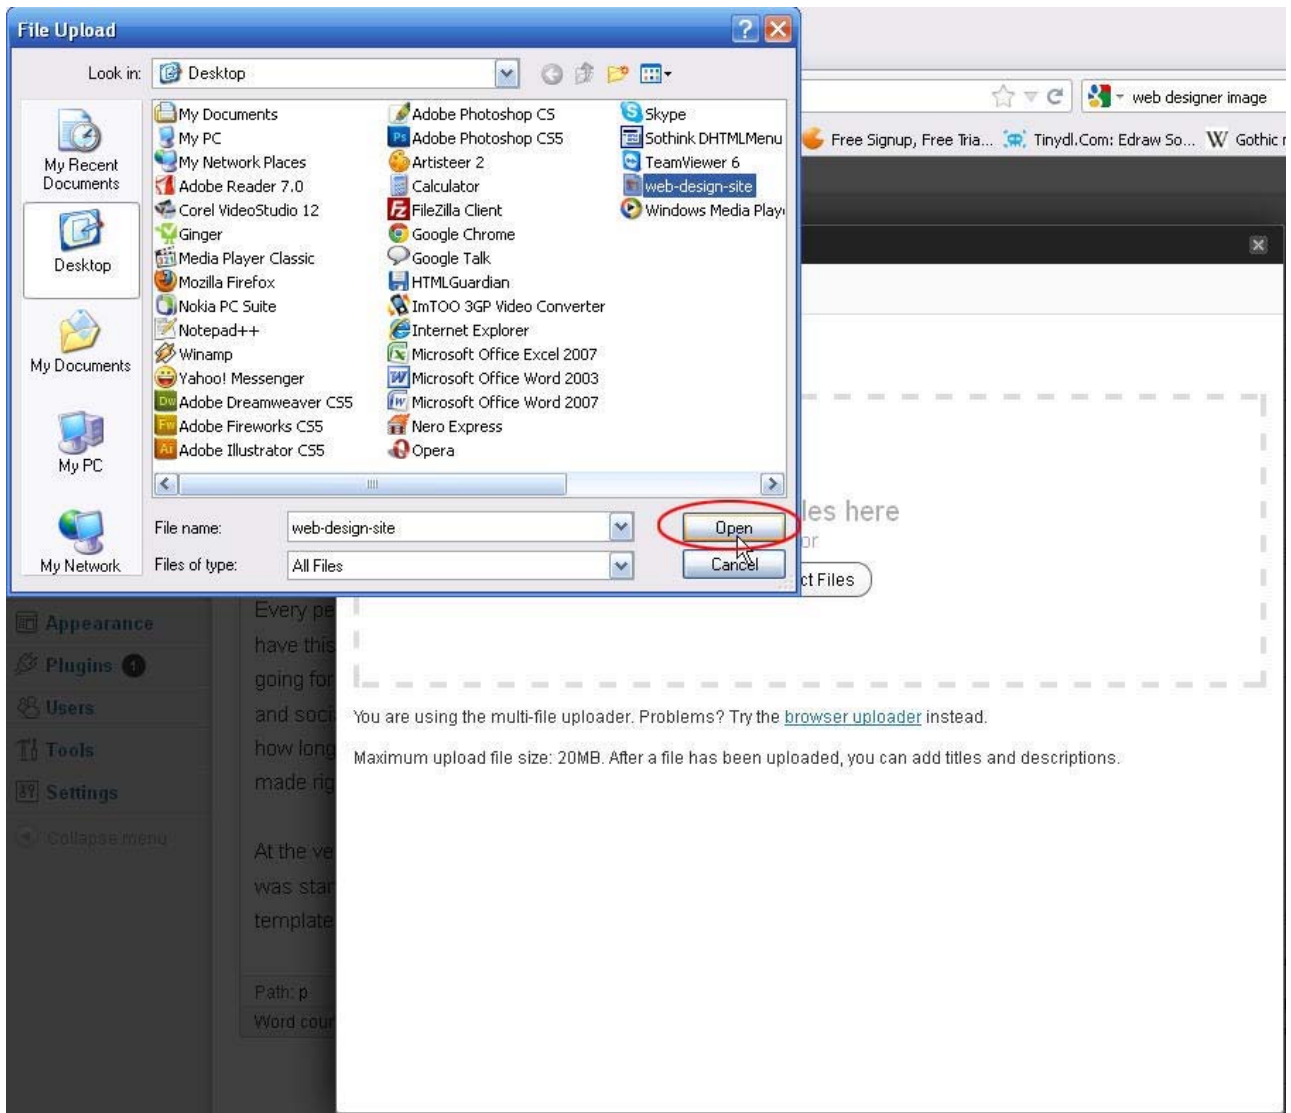 File Upload
Look in:
Desktop
My Recent
Documents
Desktop
My Documents
My PC
My Network
My Documents
My PC
My Network Places
Adobe Reader 7.0
Corel VideoStudio 12
Ginger
Media Player Classic
Mozilla Firefox
Nokia PC Suite
Notepad++
Winamp
Yahoo! Messenger
Adobe Dreamweaver CS5
Adobe Fireworks CS5
Adobe Illustrator CS5
Adobe Photoshop CS
Adobe Photoshop CS5
Artisteer 2
Calculator
FileZilla Client
Google Chrome
Google Talk
HTMLGuardian
ImTOO 3GP Video Converter
Internet Explorer
Microsoft Office Excel 2007
Microsoft Office Word 2003
Microsoft Office Word 2007
Nero Express
Opera
Skype
Sothink DHTMLMenu
TeamViewer 6
web-design-site
Windows Media Play
File name:
web-design-site
Open
Files of type:
All Files
Cancel
web designer image
Free Signup, Free Tria...
Tinydl.Com: Edraw So...
W Gothic
les here
or
ct Files
You are using the multi-file uploader. Problems? Try the browser uploader instead.
Maximum upload file size: 20MB. After a file has been uploaded, you can add titles and descriptions.
Appearance
Plugins 1
Users
Tools
Settings
Collapse menu
Every pe
have this
going for
and soci
how long
made rig
At the ve
was star
template
Path: p
Word cour